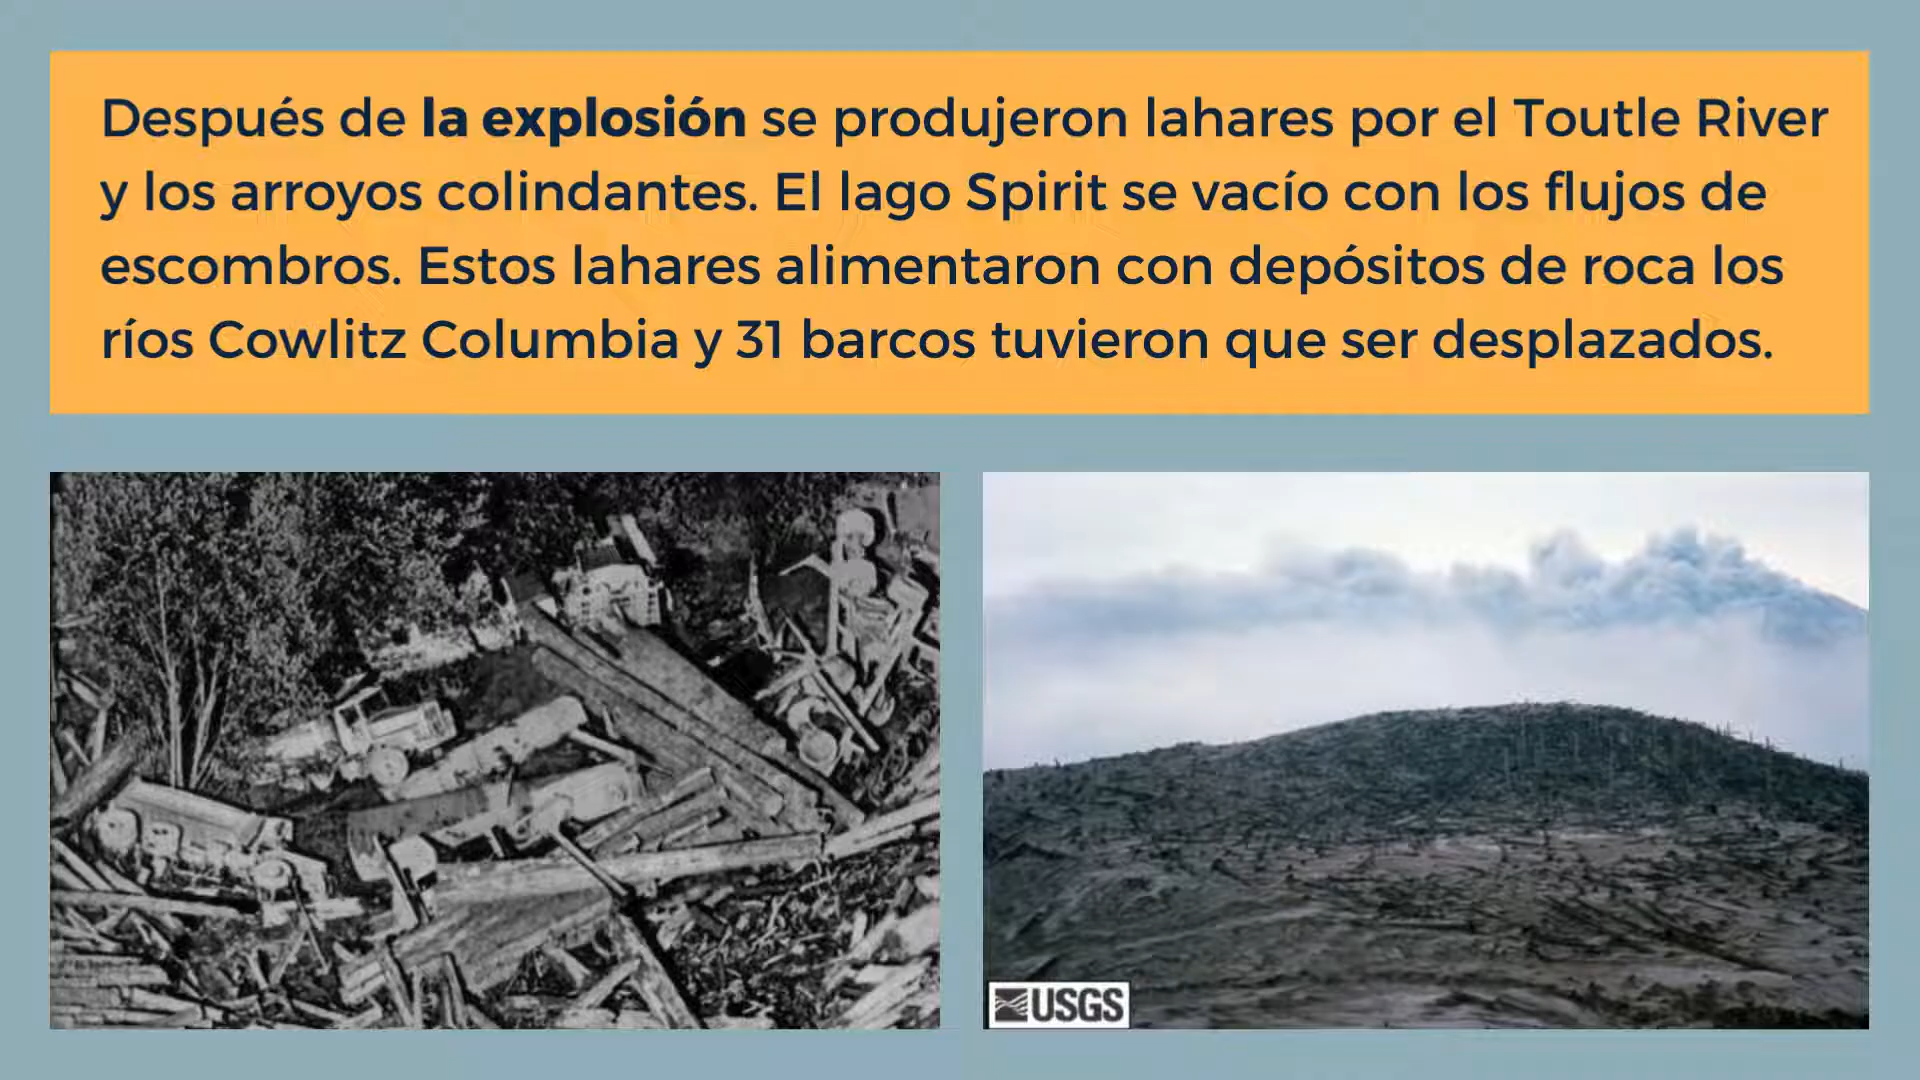 Después de la explosión se produjeron lahares por el Toutle River
y los arroyos colindantes. El lago Spirit se vacío con los flujos de
escombros. Estos lahares alimentaron con depósitos de roca los
ríos Cowlitz Columbia y 31 barcos tuvieron que ser desplazados.
USGS